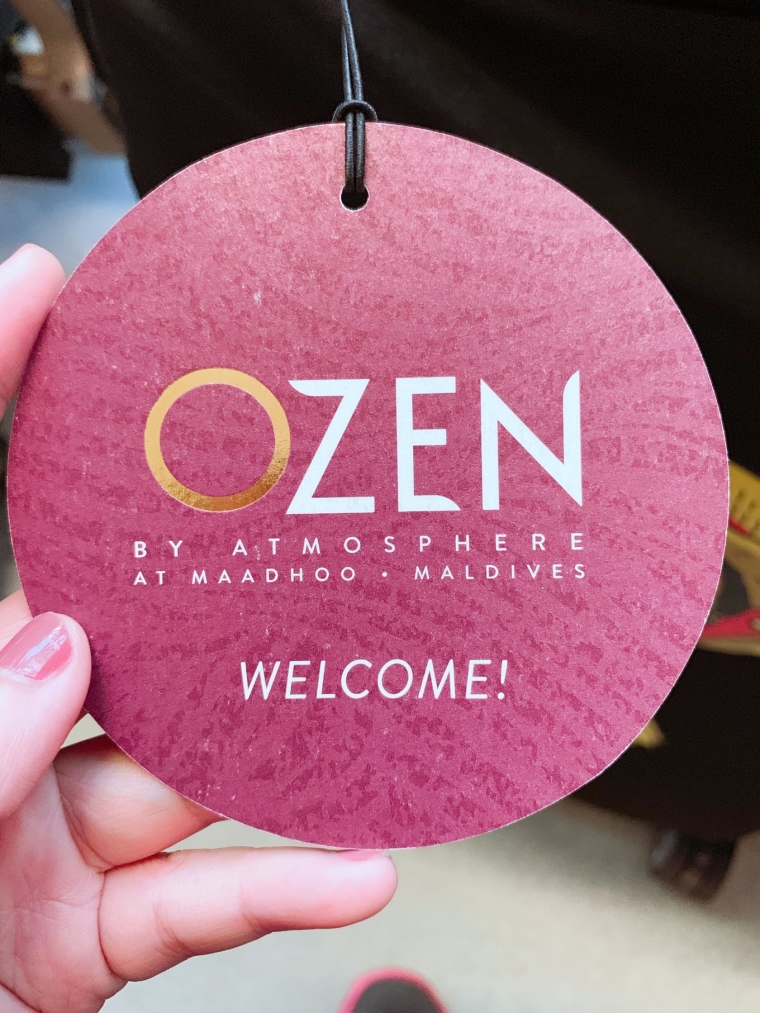 OZEN
BY ATMOSPHERE
AT MAADHOO • MALDIVES
WELCOME!